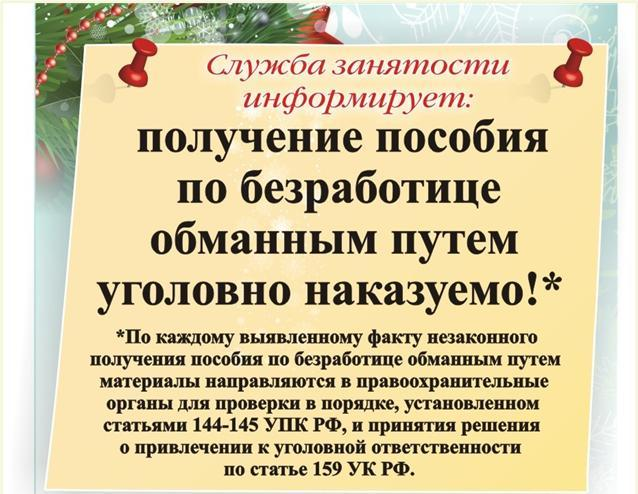 Служба занятости
информирует:
получение пособия
по безработице
обманным путем
уголовно наказуемо!*
*По каждому выявленному факту незаконного
получения пособия по безработице обманным путем
материалы направляются в правоохранительные
органы для проверки в порядке, установленном
статьями 144-145 УПК РФ, и принятия решения
о привлечении к уголовной ответственности
по статье 159 УК РФ.